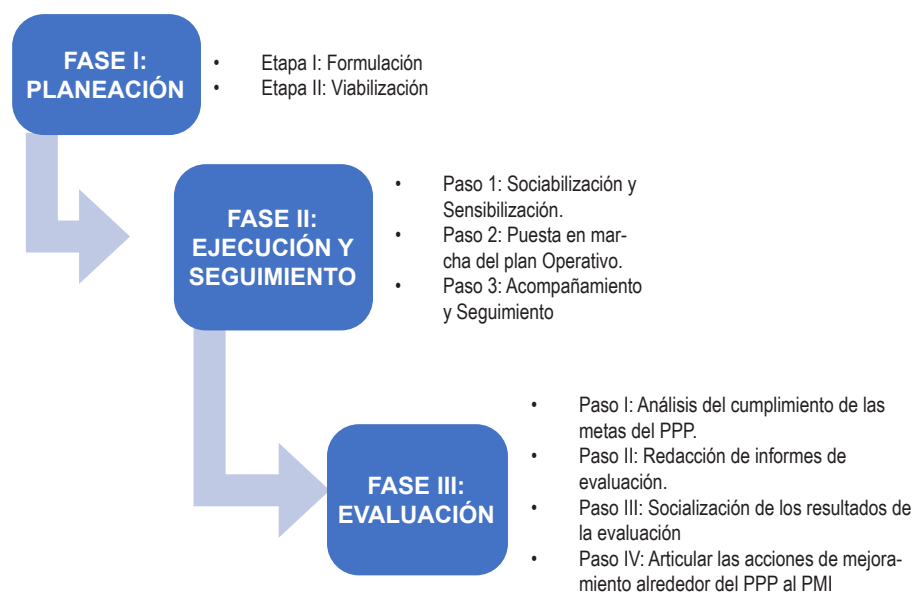 FASE I:
PLANEACIÓN
• Etapa I: Formulación
• Etapa II: Viabilización
FASE II:
EJECUCIÓN Y
SEGUIMIENTO
• Paso 1: Sociabilización y
Sensibilización.
• Paso 2: Puesta en mar-
cha del plan Operativo.
• Paso 3: Acompañamiento
y Seguimiento
FASE III:
EVALUACIÓN
• Paso I: Análisis del cumplimiento de las
metas del PPP.
• Paso II: Redacción de informes de
evaluación.
• Paso III: Socialización de los resultados de
la evaluación
• Paso IV: Articular las acciones de mejora-
miento alrededor del PPP al PMI